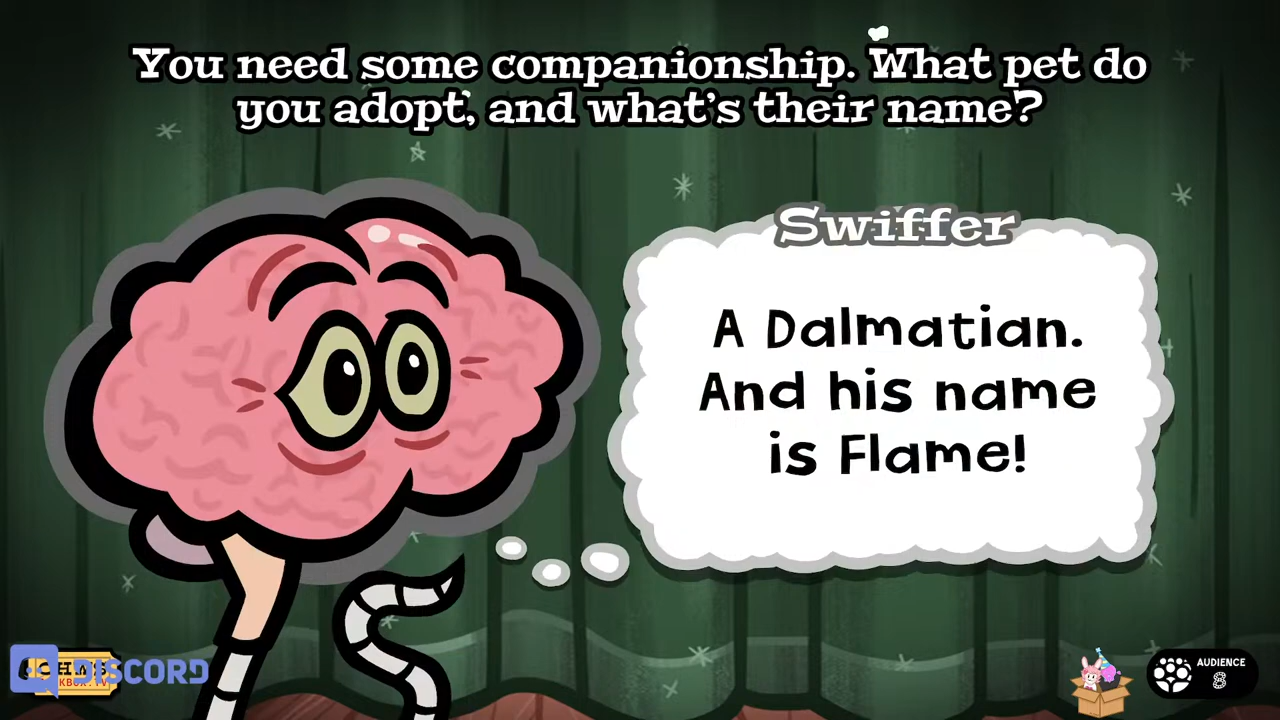 You need some companionship. What pet do
you adopt, and what's their name?
Swiffer
A Dalmatian.
And his name
is Flame!
DISCORD
AUDIENCE
8